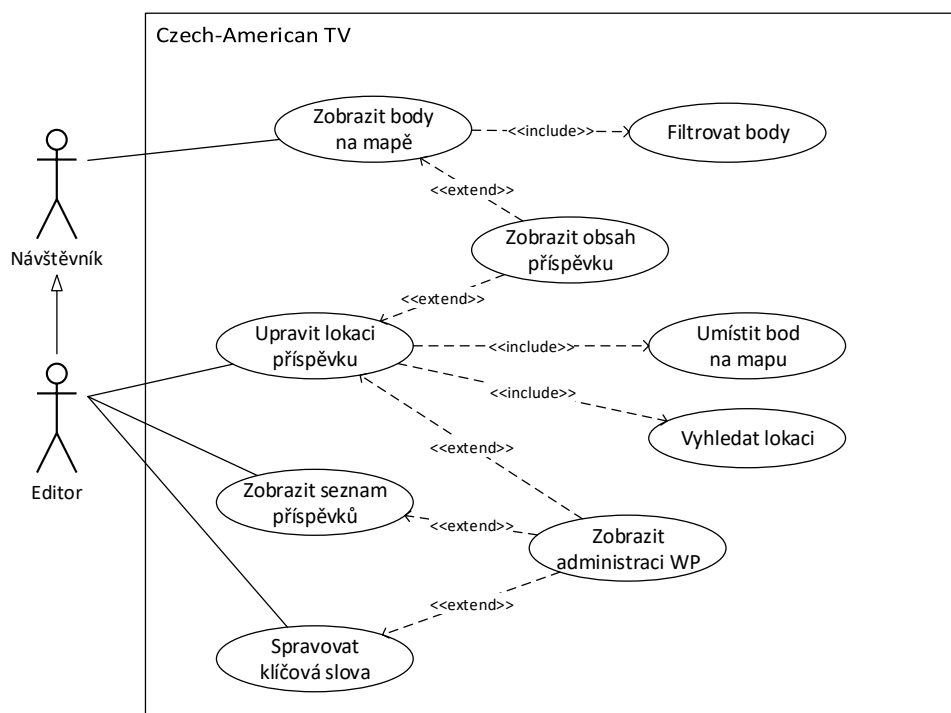 Czech-American TV
Zobrazit body
na mapě
<<include>>
Filtrovat body
<<extend>>
Návštěvník
Zobrazit obsah
příspěvku
<<extend>>
Upravit lokaci
příspěvku
<<include>>
Umístit bod
na mapu
<<include>>
Vyhledat lokaci
<<extend>>
Editor
Zobrazit seznam
příspěvků
<<extend>>
Zobrazit
administraci WP
<<extend>>
Spravovat
klíčová slova